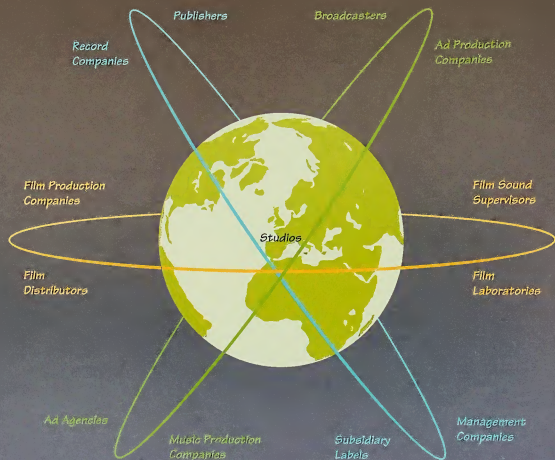 Publishers
Broadcasters
Record
Companies
Ad Production
Companies
Film Production
Companies
Film Sound
Supervisors
Studios
Film
Distributors
Film
Laboratories
Ad Agencies
Music Production
Companies
Subsidiary
Labels
Management
Companies